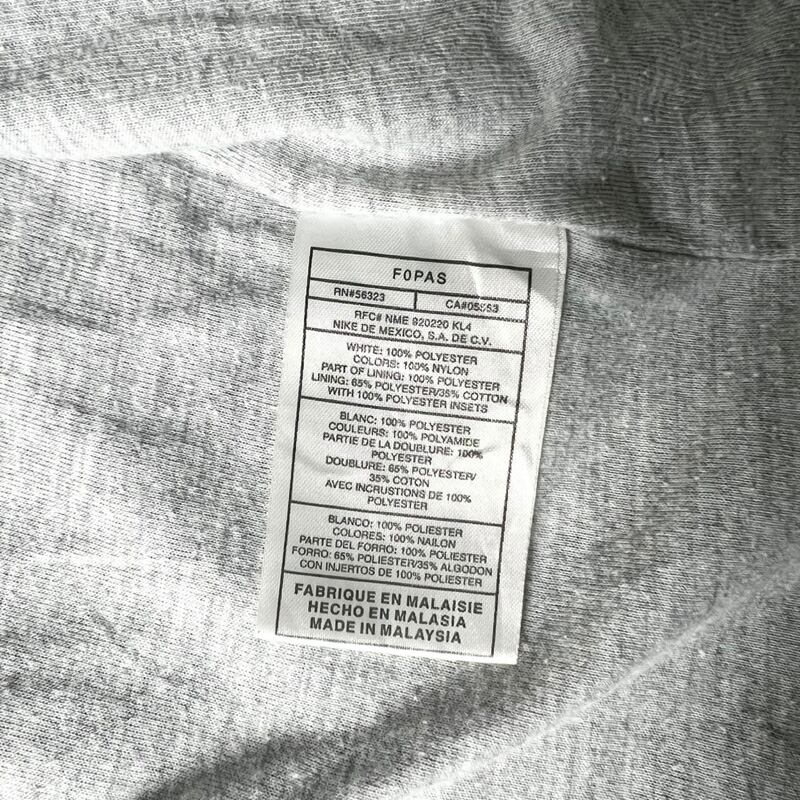 F0PAS
RN#56323
CA#05553
RFC# NME 920220 KL4
NIKE DE MEXICO, S.A. DE C.V.
WHITE: 100% POLYESTER
COLORS: 100% NYLON
PART OF LINING: 100% POLYESTER
LINING: 65% POLYESTER/35% COTTON
WITH 100% POLYESTER INSETS
BLANC: 100% POLYESTER
COULEURS: 100% POLYAMIDE
PARTIE DE LA DOUBLURE: 100%
POLYESTER
DOUBLURE: 65% POLYESTER/
35% COTON
AVEC INCRUSTIONS DE 100%
POLYESTER
BLANCO: 100% POLIESTER
COLORES: 100% NAILON
PARTE DEL FORRO: 100% POLIESTER
FORRO: 65% POLIESTER/35% ALGODON
CON INJERTOS DE 100% POLIESTER
FABRIQUE EN MALAISIE
HECHO EN MALASIA
MADE IN MALAYSIA